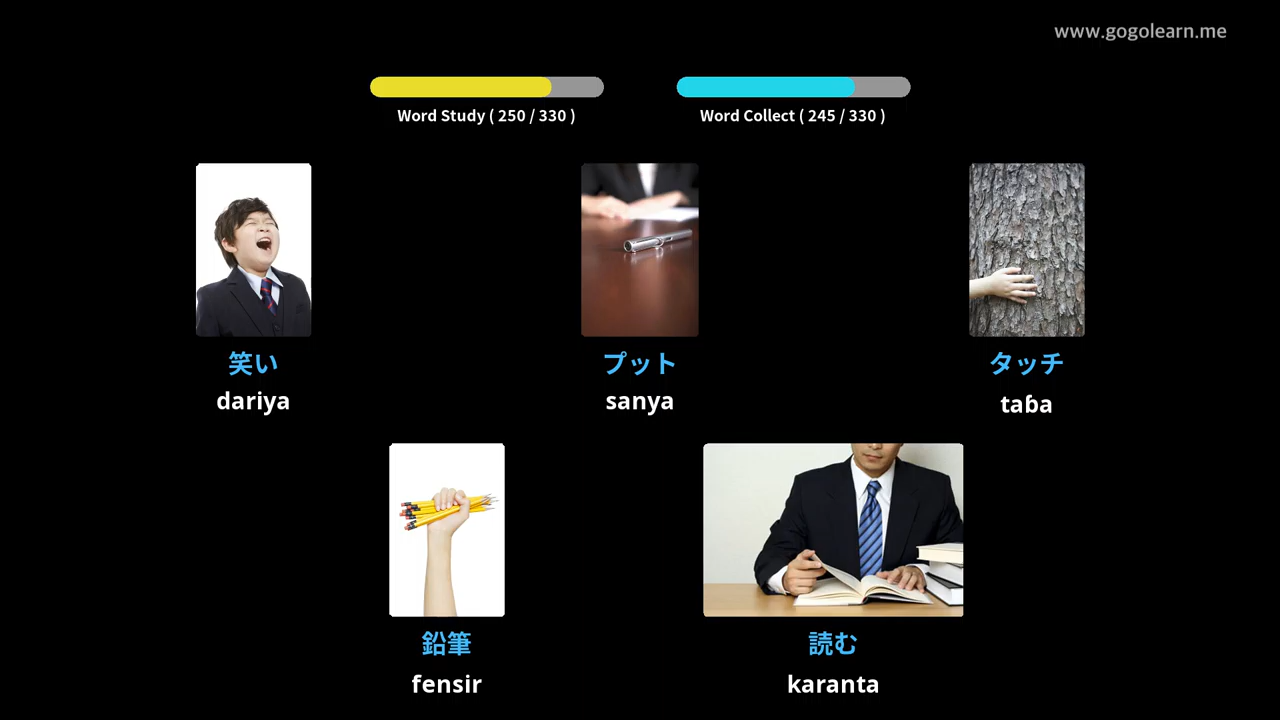 www.gogolearn.me
Word Study ( 250 / 330 )
Word Collect ( 245 / 330 )
笑い
dariya
プット
sanya
タッチ
taɓa
鉛筆
fensir
読む
karanta